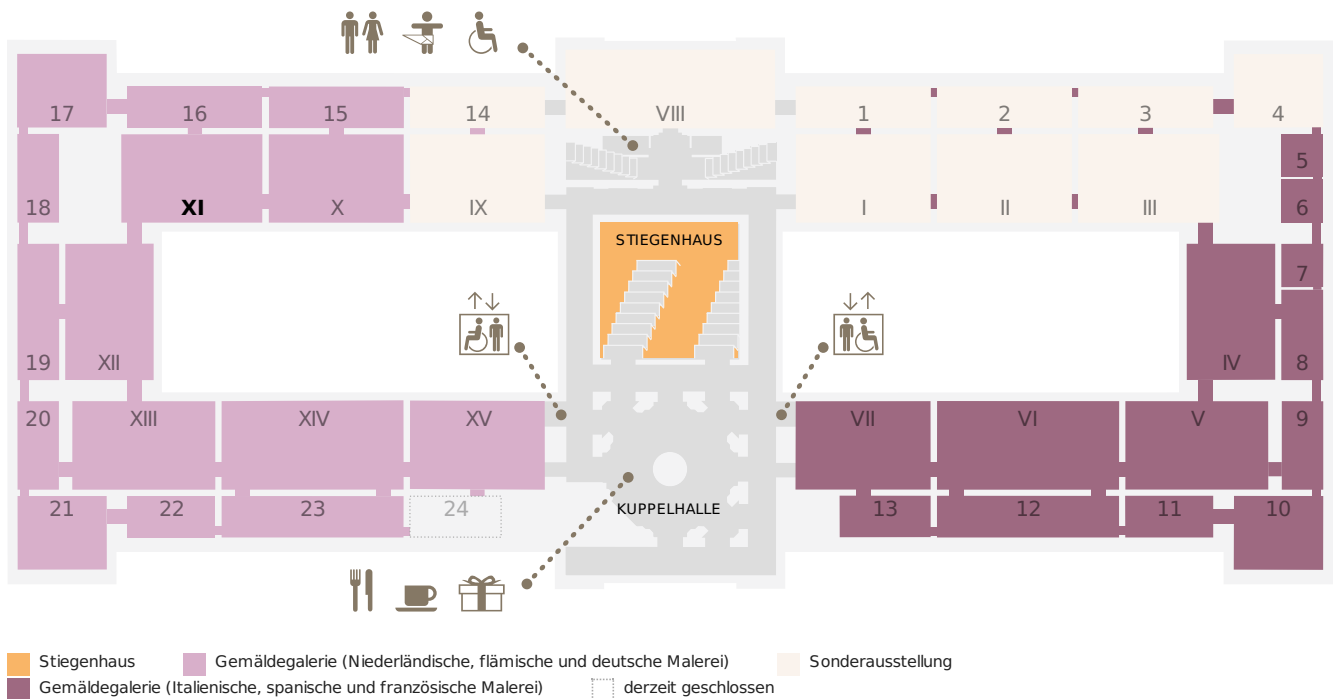 17 16 15 14 VIII 1 2 3 4
5
18 XI X IX I II III 6
STIEGENHAUS
7
19 XII IV 8
20 XIII XIV XV VII VI V 9
21 22 23 24 KUPPELHALLE 13 12 11 10
Stiegenhaus Gemäldegalerie (Niederländische, flämische und deutsche Malerei) Sonderausstellung
Gemäldegalerie (Italienische, spanische und französische Malerei) derzeit geschlossen